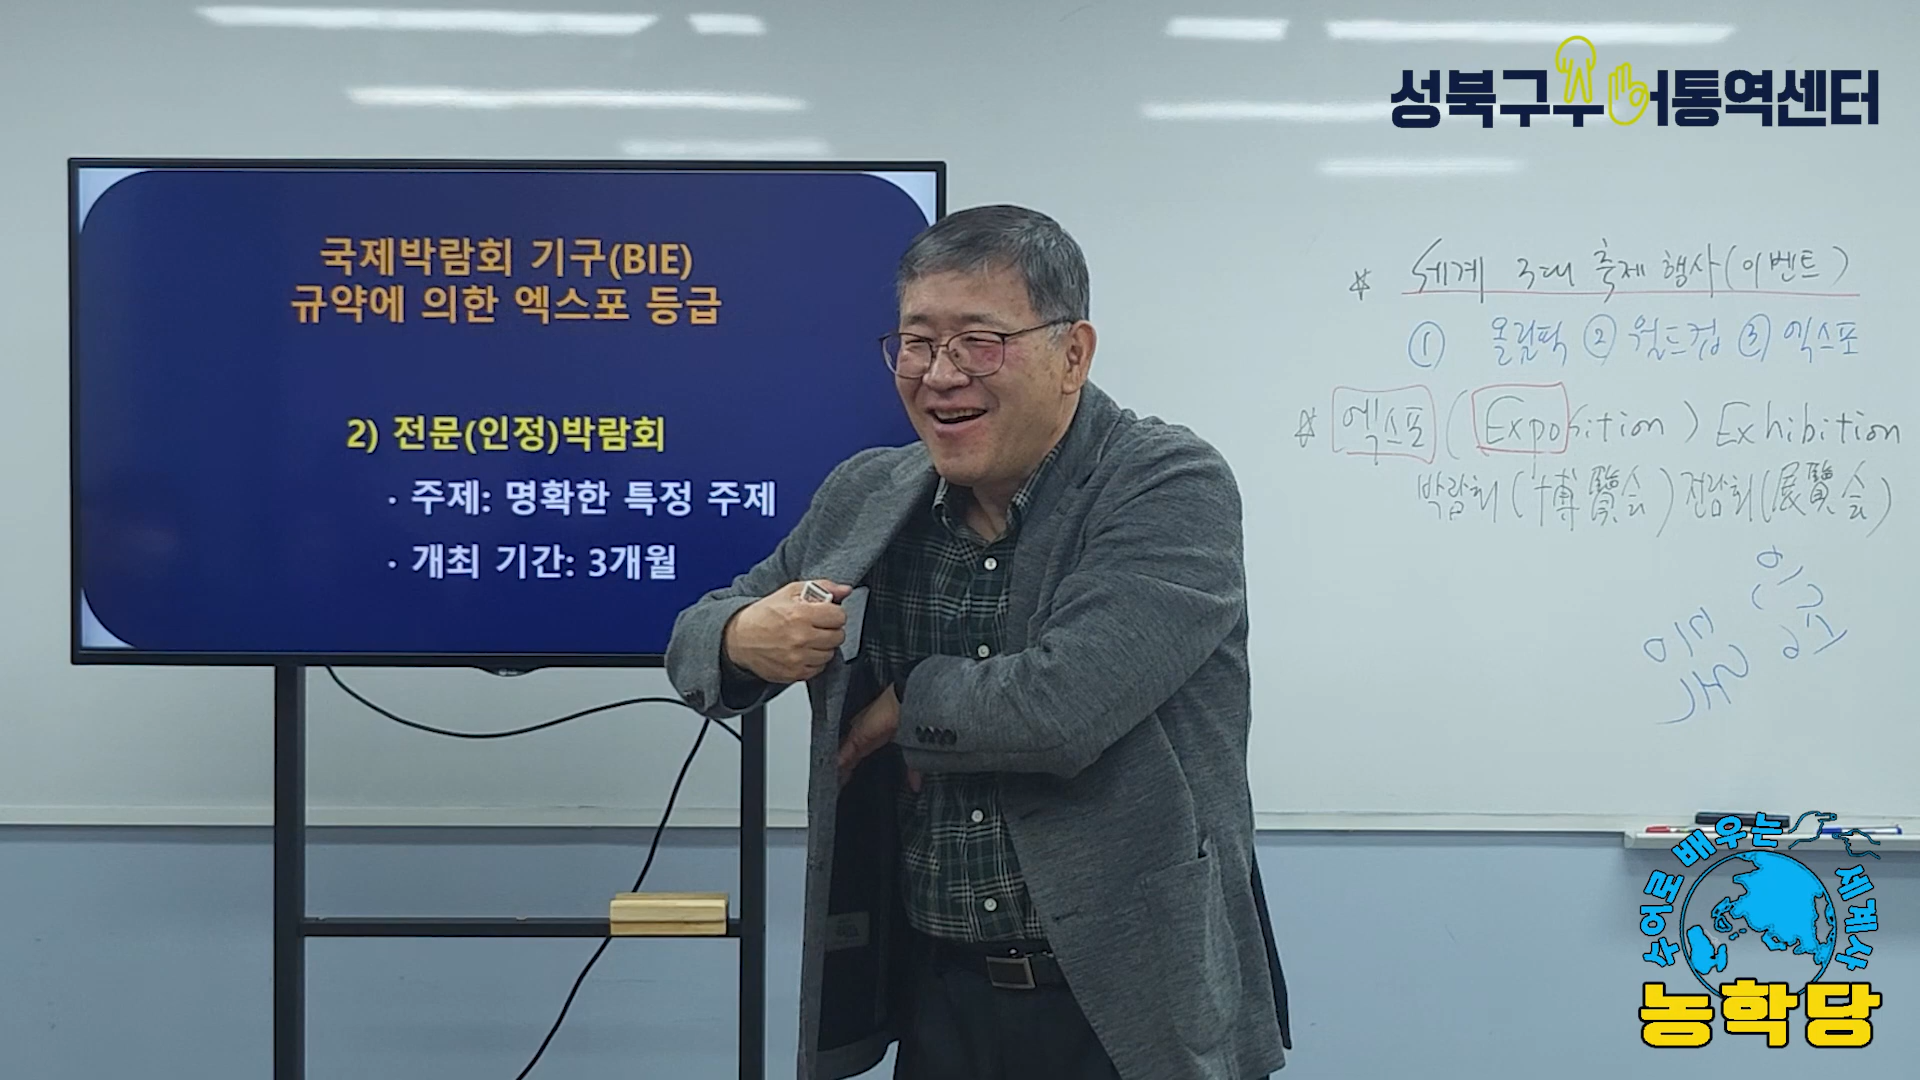 성북구수어통역센터
국제박람회 기구(BIE)
규약에 의한 엑스포 등급
2) 전문(인정)박람회
· 주제: 명확한 특정 주제
· 개최 기간: 3개월
☆ 세계 3대 축제 행사(이벤트)
① 올림픽 ② 월드컵 ③ 엑스포
☆ 엑스포 (Exposition) Exhibition
박람회(博覽会) 전람회(展覽会)
수어로 배우는 세계사
농학당